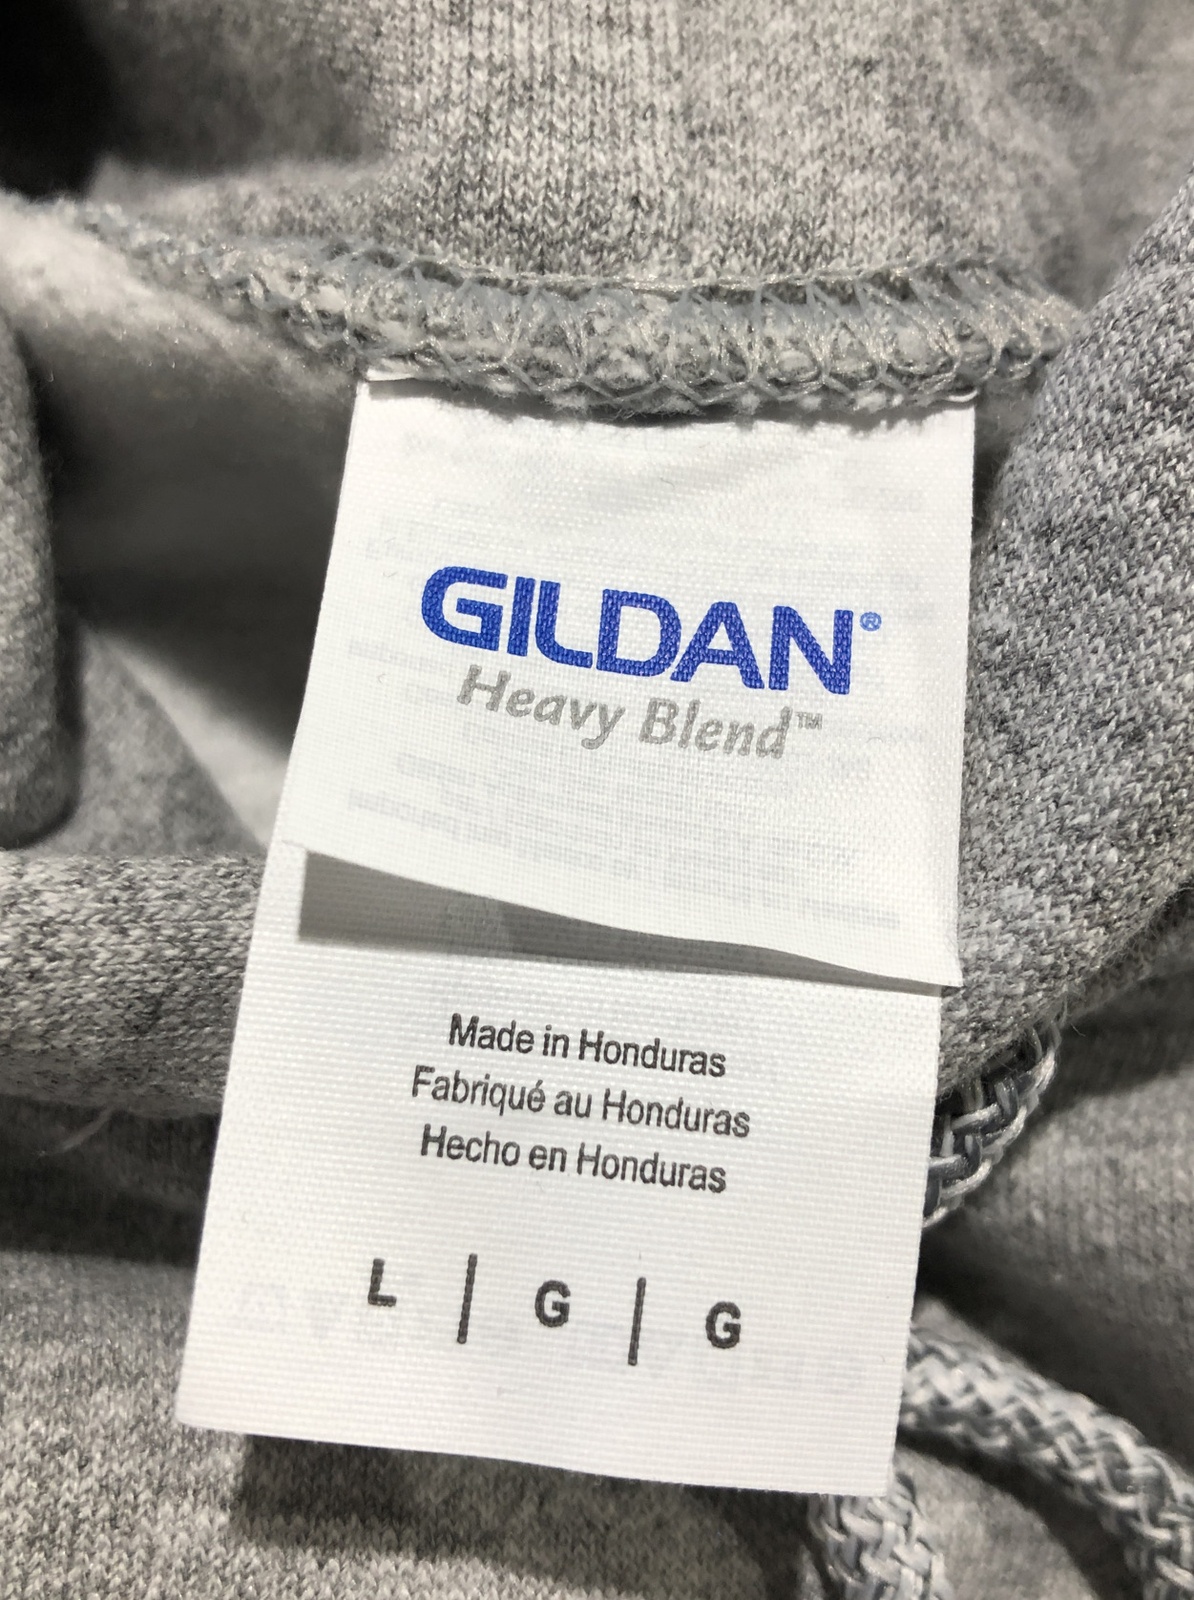 GILDAN®
Heavy Blend™
Made in Honduras
Fabriqué au Honduras
Hecho en Honduras
L | G | G